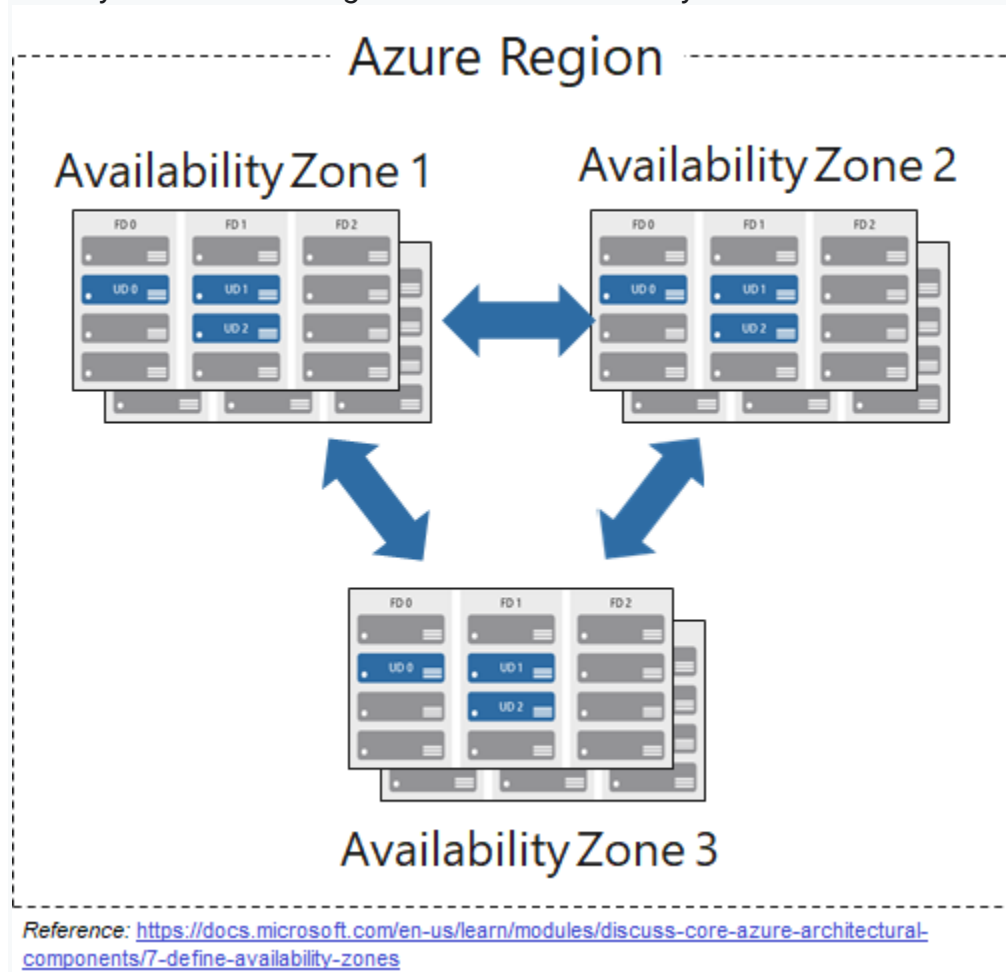 Azure Region
Availability Zone 1
Availability Zone 2
FD 0 FD 1 FD 2
UD 0 UD 1
UD 2
FD 0 FD 1 FD 2
UD 0 UD 1
UD 2
FD 0 FD 1 FD 2
UD 0 UD 1
UD 2
Availability Zone 3
Reference: https://docs.microsoft.com/en-us/learn/modules/discuss-core-azure-architectural-
components/7-define-availability-zones